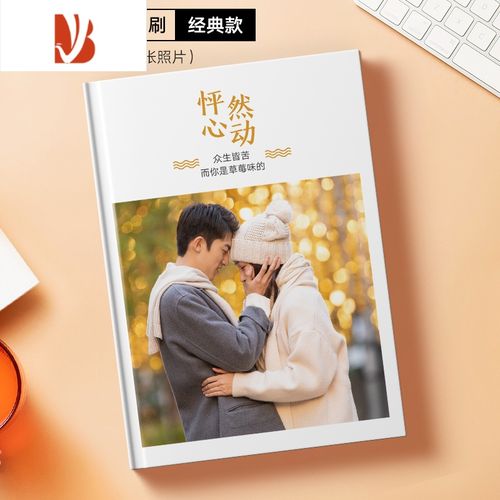 刷 经典款
张照片）
怦然
心动
众生皆苦
而你是草莓味的